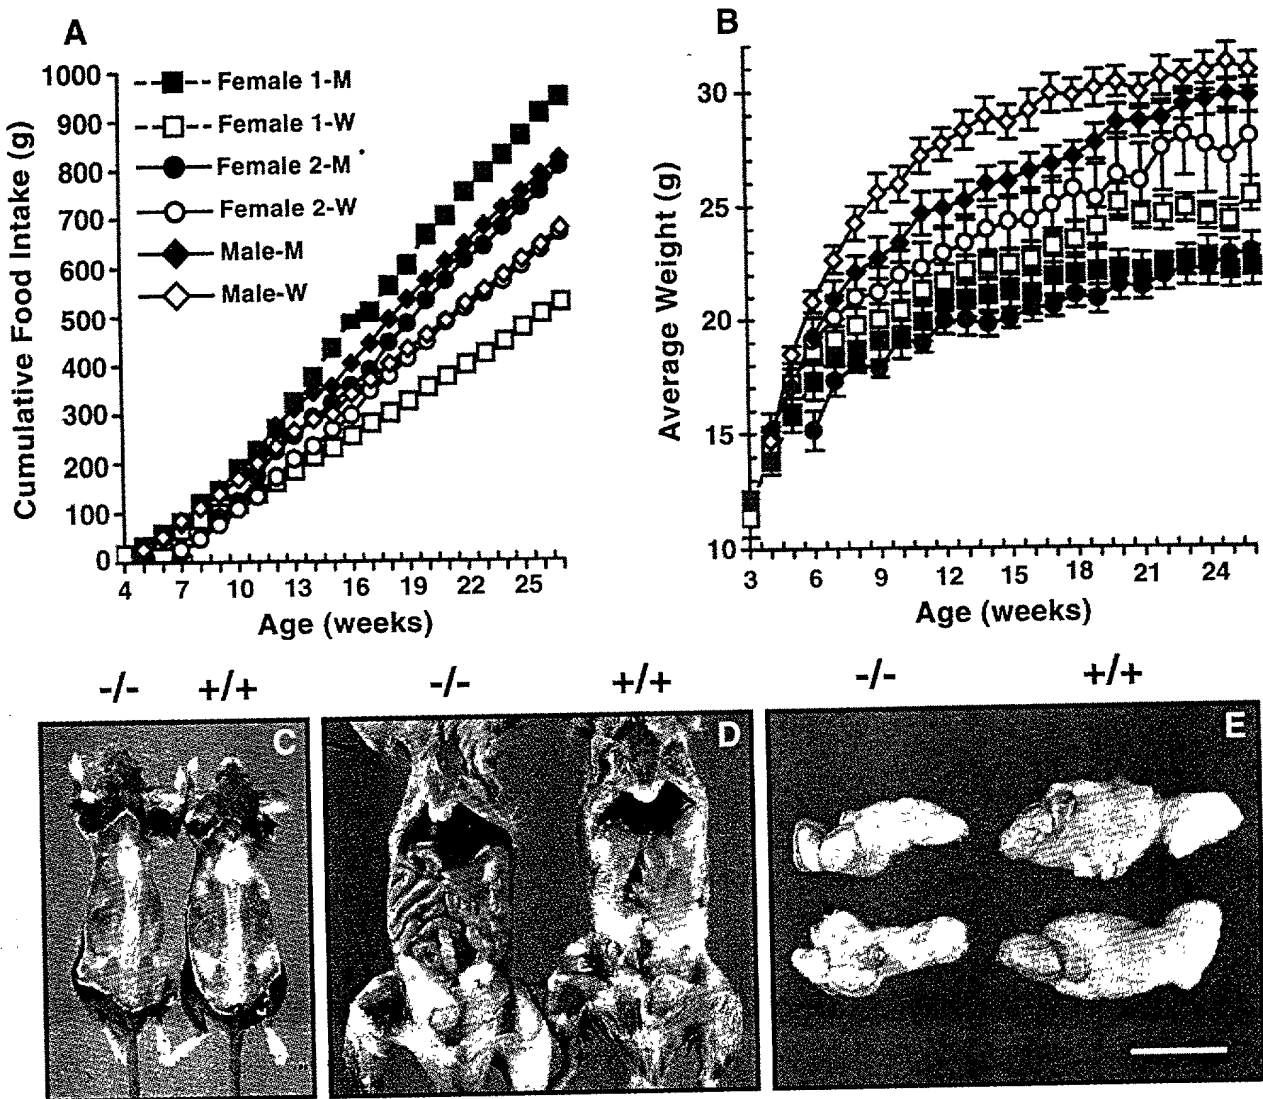 A
Cumulative Food Intake (g)
1000
900
800
700
600
500
400
300
200
100
0
Female 1-M
Female 1-W
Female 2-M
Female 2-W
Male-M
Male-W
4 7 10 13 16 19 22 25
Age (weeks)
B
Average Weight (g)
30
25
20
15
10
3 6 9 12 15 18 21 24
Age (weeks)
-/- +/+
C
-/- +/+
D
-/- +/+
E